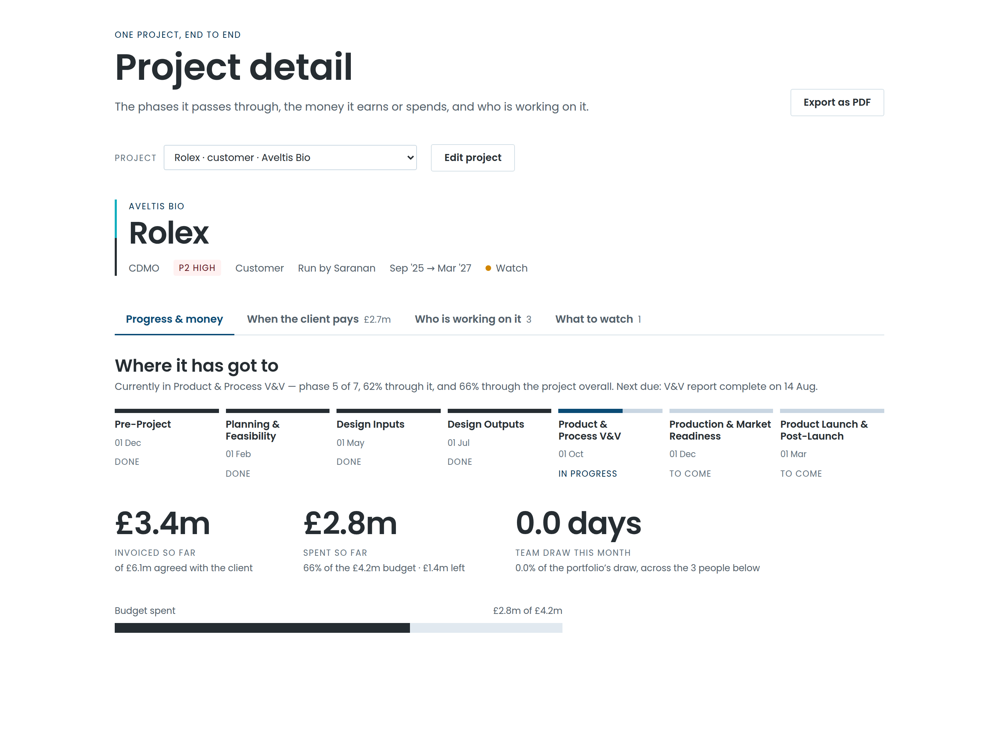 ONE PROJECT, END TO END
Project detail
The phases it passes through, the money it earns or spends, and who is working on it.
Export as PDF
PROJECT
Rolex · customer · Aveltis Bio
Edit project
AVELTIS BIO
Rolex
CDMO P2 HIGH Customer Run by Saranan Sep '25 → Mar '27 Watch
Progress & money When the client pays £2.7m Who is working on it 3 What to watch 1
Where it has got to
Currently in Product & Process V&V — phase 5 of 7, 62% through it, and 66% through the project overall. Next due: V&V report complete on 14 Aug.
Pre-Project
01 Dec
DONE
Planning &
Feasibility
01 Feb
DONE
Design Inputs
01 May
DONE
Design Outputs
01 Jul
DONE
Product &
Process V&V
01 Oct
IN PROGRESS
Production & Market
Readiness
01 Dec
TO COME
Product Launch &
Post-Launch
01 Mar
TO COME
£3.4m
INVOICED SO FAR
of £6.1m agreed with the client
£2.8m
SPENT SO FAR
66% of the £4.2m budget · £1.4m left
0.0 days
TEAM DRAW THIS MONTH
0.0% of the portfolio’s draw, across the 3 people below
Budget spent
£2.8m of £4.2m